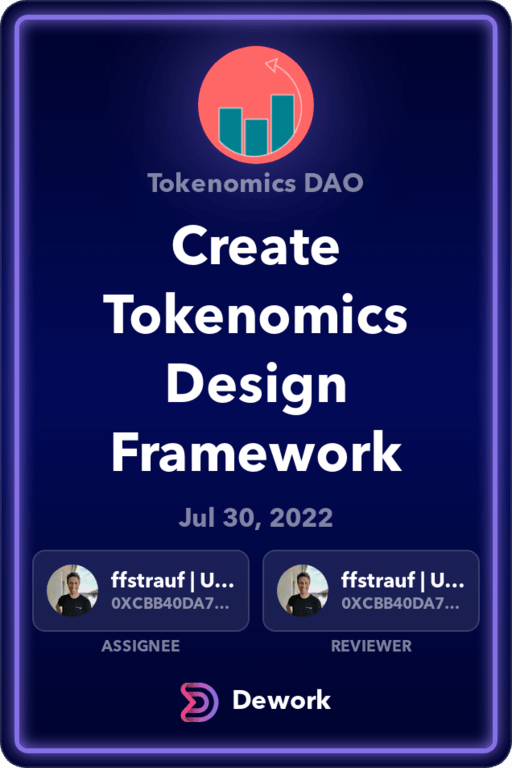 Tokenomics DAO
Create
Tokenomics
Design
Framework
Jul 30, 2022
ffstrauf | U...
0XCBB40DA7...
ASSIGNEE
ffstrauf | U...
0XCBB40DA7...
REVIEWER
Dework